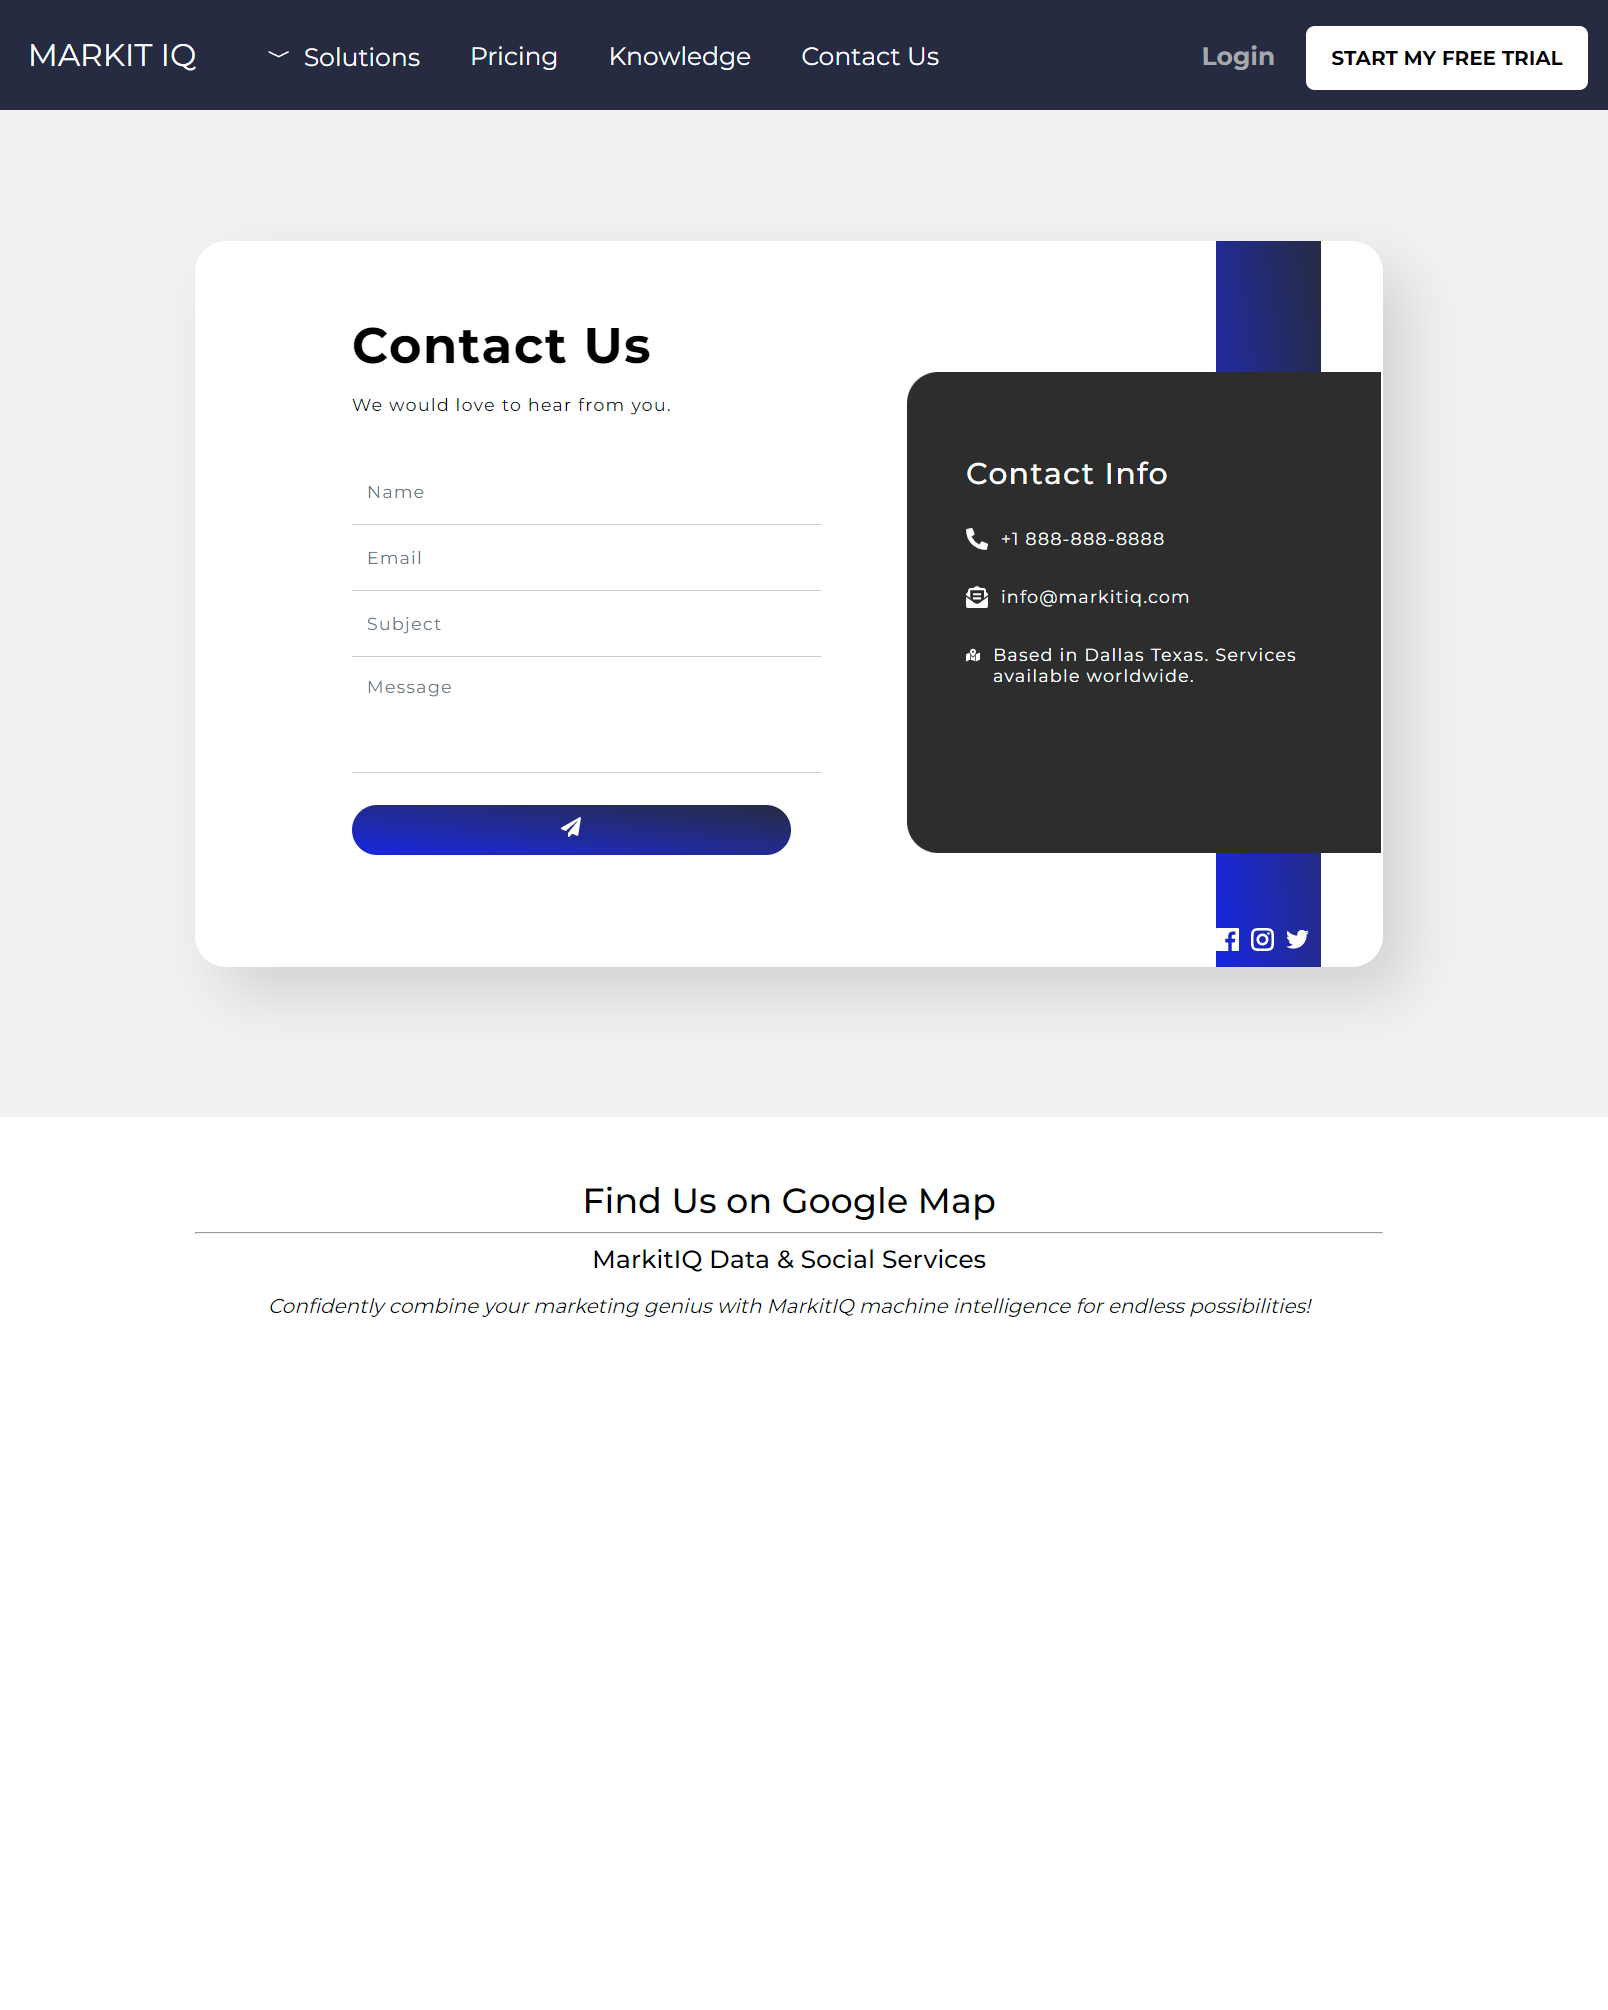 MARKIT IQ
Solutions
Pricing
Knowledge
Contact Us
Login
START MY FREE TRIAL
Contact Us
We would love to hear from you.
Name
Email
Subject
Message
Contact Info
+1 888-888-8888
info@markitiq.com
Based in Dallas Texas. Services
available worldwide.
Find Us on Google Map
MarkitIQ Data & Social Services
Confidently combine your marketing genius with MarkitIQ machine intelligence for endless possibilities!